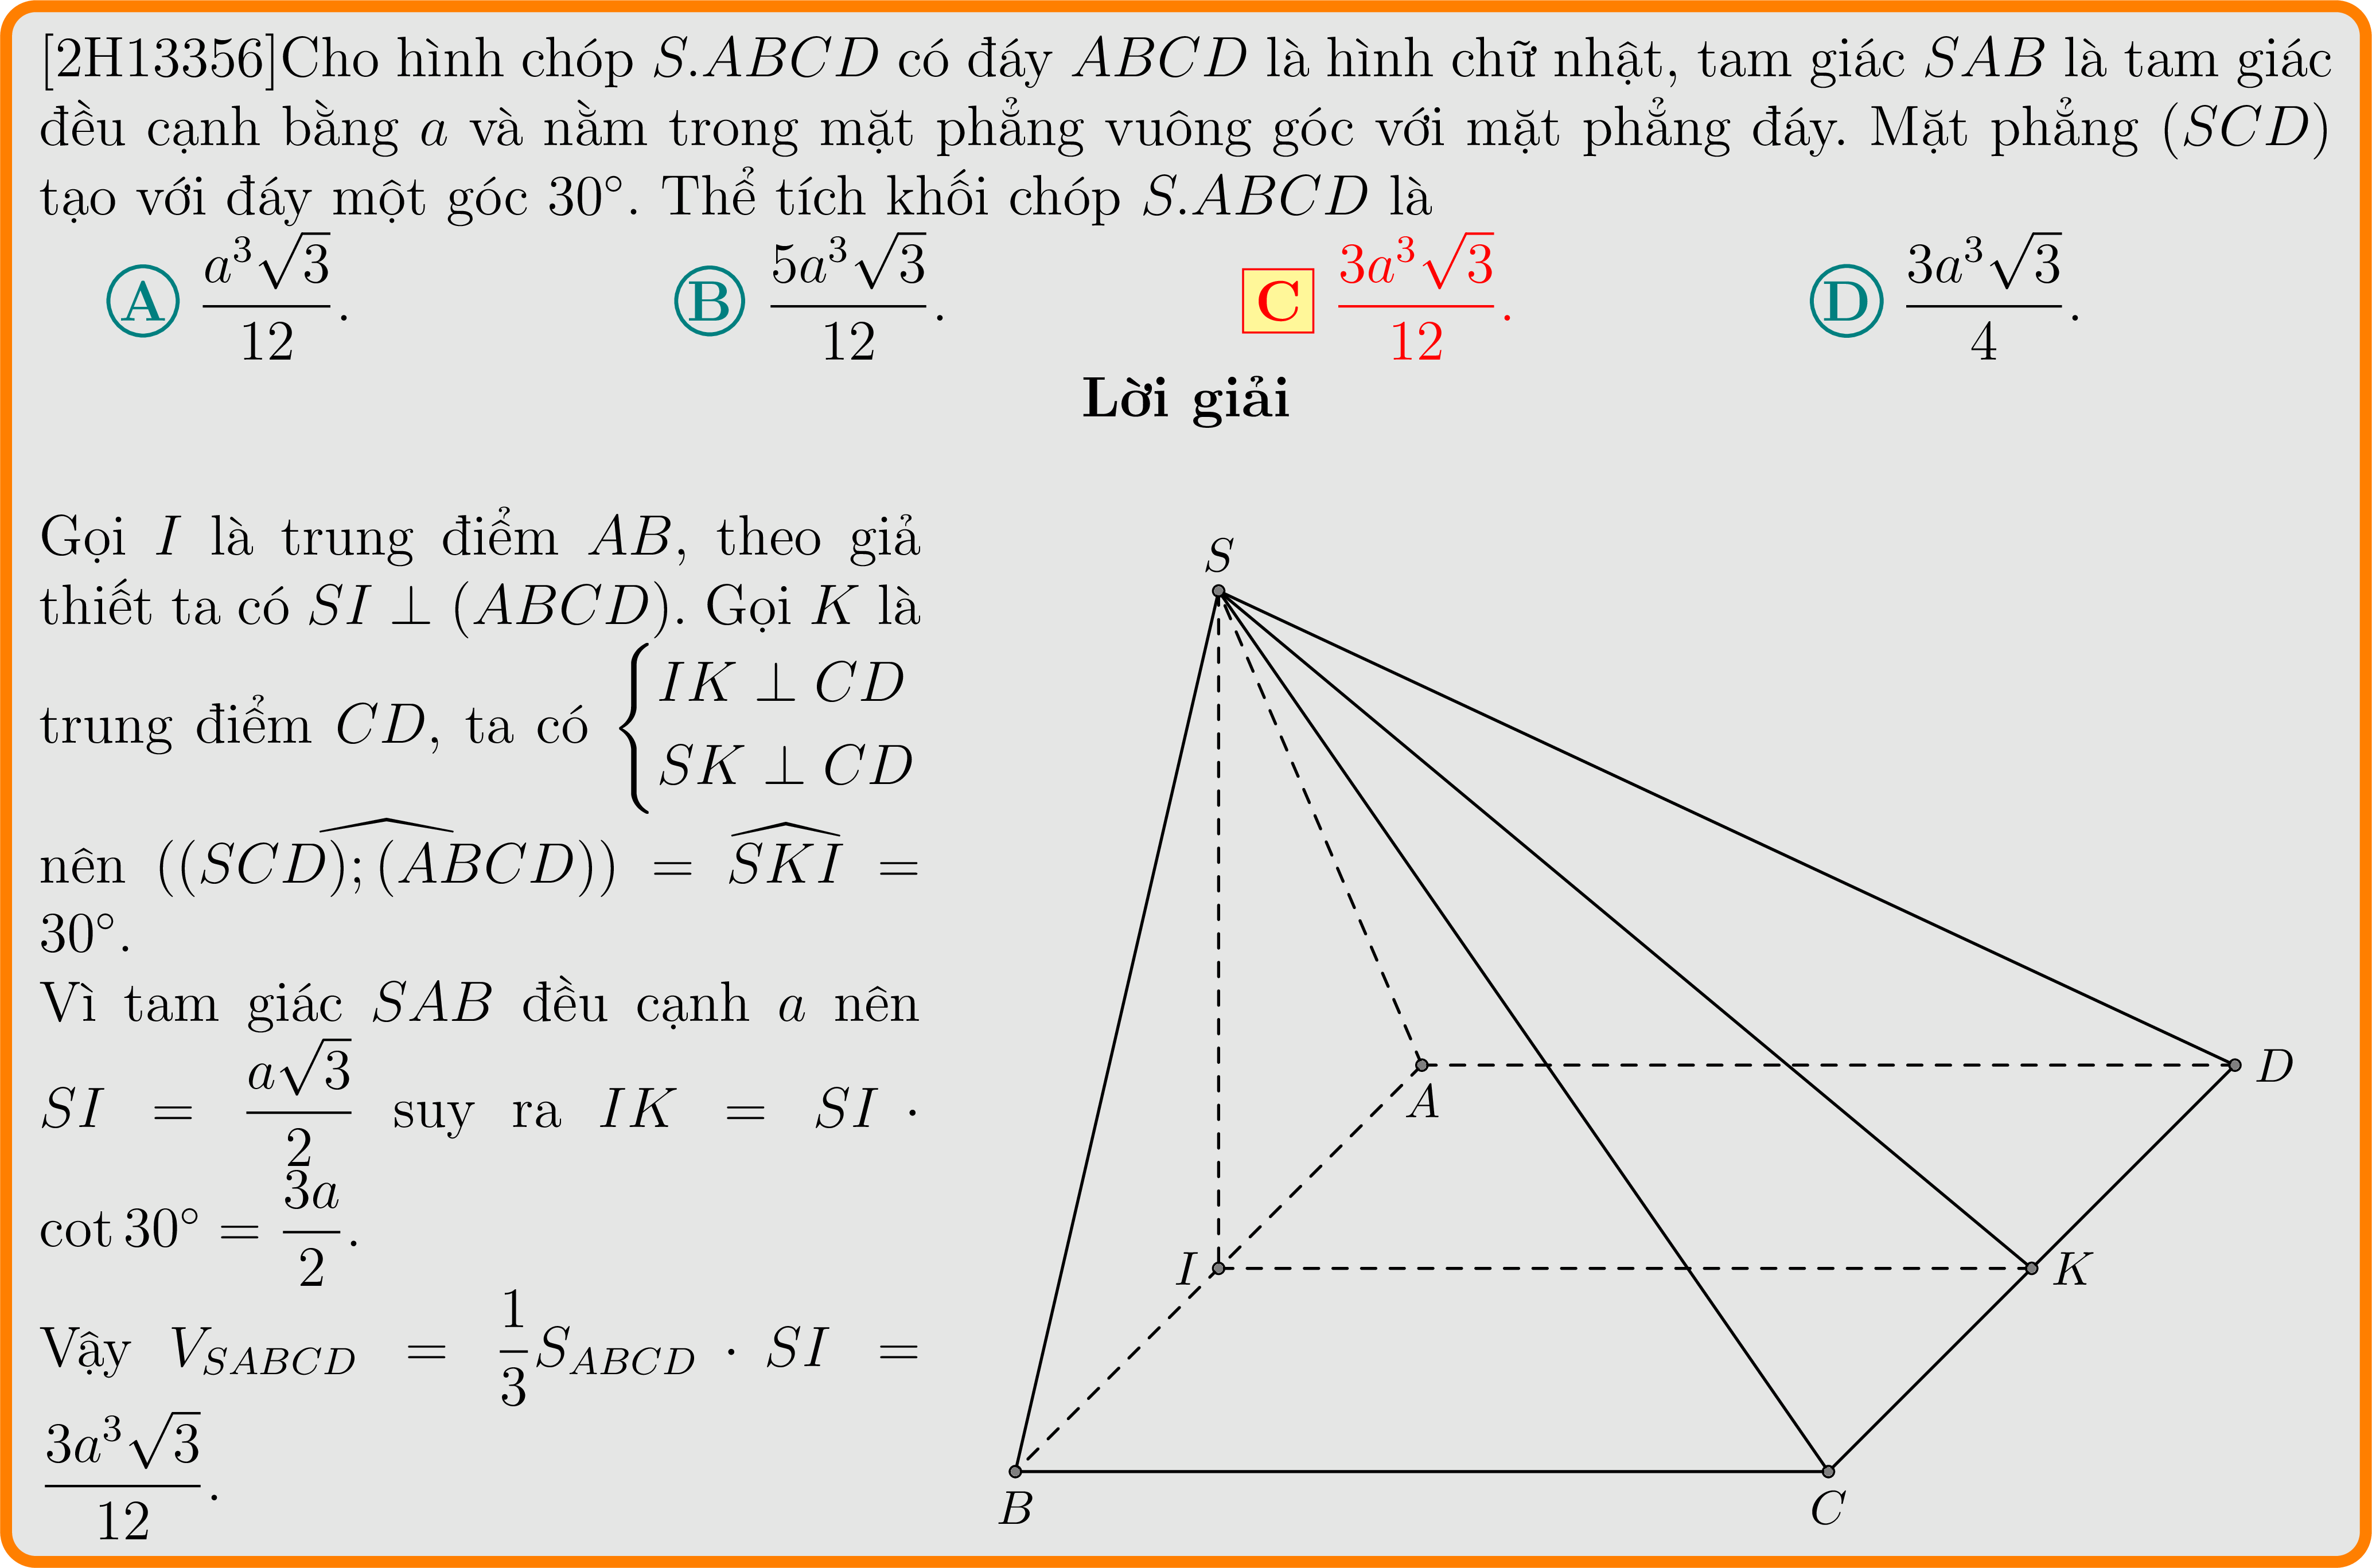 [2H13356]Cho hình chóp S.ABCD có đáy ABCD là hình chữ nhật, tam giác SAB là tam giác
đều cạnh bằng a và nằm trong mặt phẳng vuông góc với mặt phẳng đáy. Mặt phẳng (SCD)
tạo với đáy một góc 30°. Thể tích khối chóp S.ABCD là
A $\frac{a^3\sqrt{3}}{12}$. B $\frac{5a^3\sqrt{3}}{12}$. C $\frac{3a^3\sqrt{3}}{12}$. D $\frac{3a^3\sqrt{3}}{4}$.
Lời giải
Gọi I là trung điểm AB, theo giả
thiết ta có SI ⊥ (ABCD). Gọi K là
trung điểm CD, ta có $\begin{cases} IK \perp CD \\ SK \perp CD \end{cases}$
nên $(\widehat{(SCD);(ABCD)}) = \widehat{SKI} =$
30°.
Vì tam giác SAB đều cạnh a nên
$SI = \frac{a\sqrt{3}}{2}$ suy ra $IK = SI \cdot$
$\cot 30° = \frac{3a}{2}$.
Vậy $V_{SABCD} = \frac{1}{3}S_{ABCD} \cdot SI =$
$\frac{3a^3\sqrt{3}}{12}$.
S
A
D
I
K
B
C